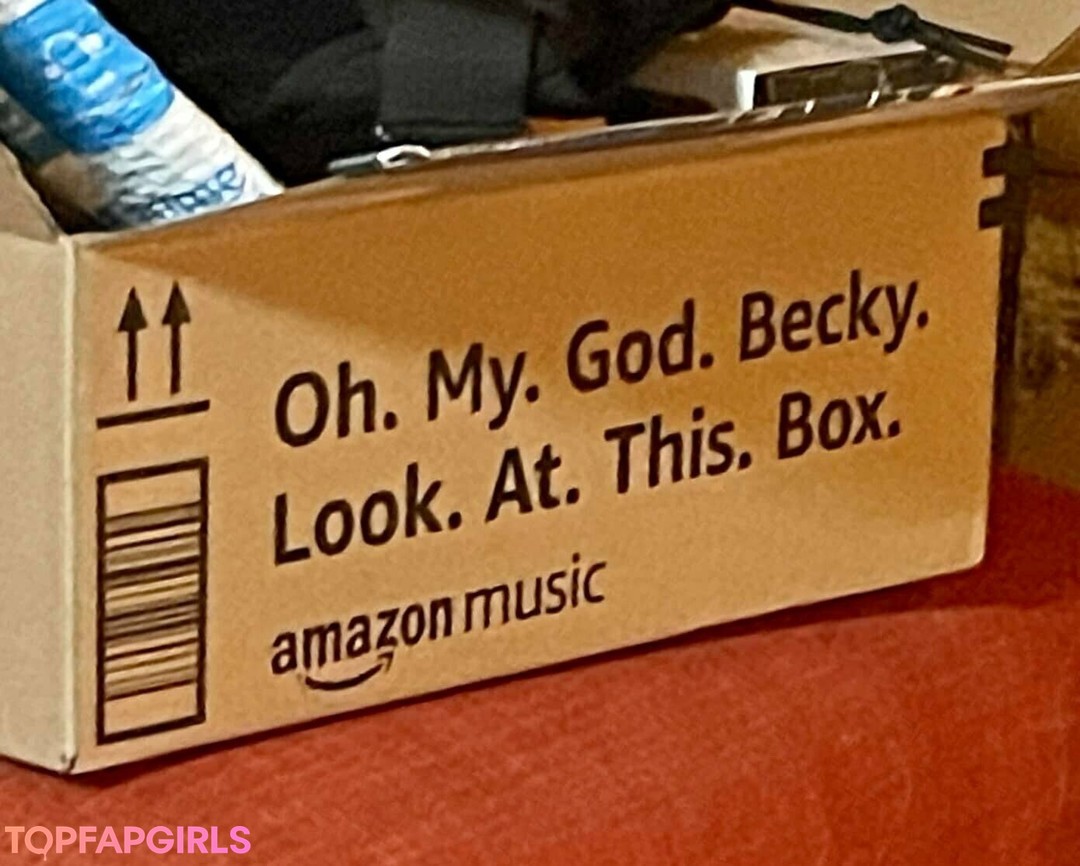 Oh. My. God. Becky.
Look. At. This. Box.
amazon music
TOPFAPGIRLS